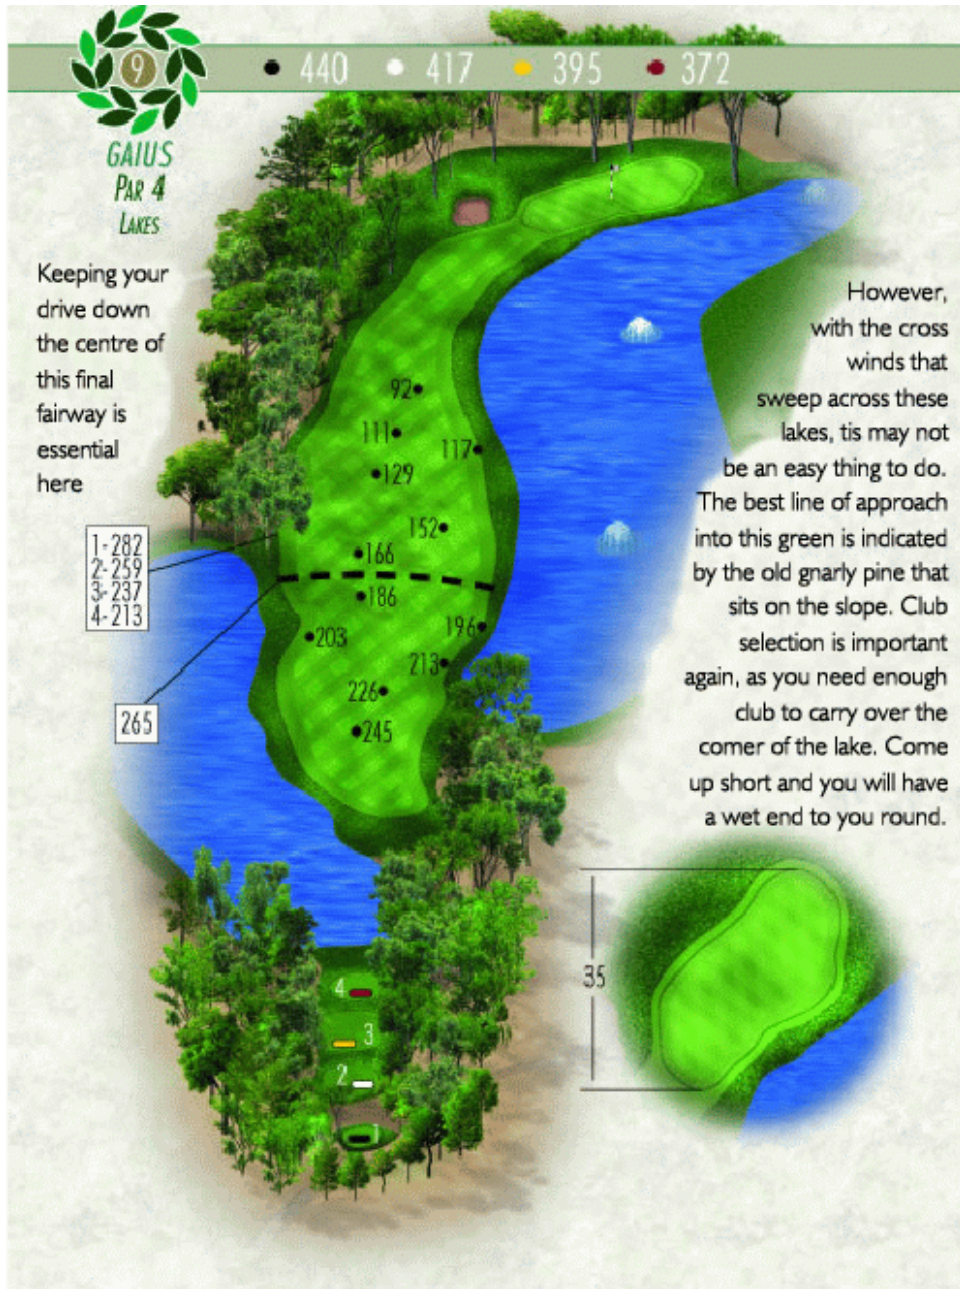 9
440 417 395 372
GAIUS
PAR 4
LAKES
Keeping your
drive down
the centre of
this final
fairway is
essential
here
However,
with the cross
winds that
sweep across these
lakes, tis may not
be an easy thing to do.
The best line of approach
into this green is indicated
by the old gnarly pine that
sits on the slope. Club
selection is important
again, as you need enough
club to carry over the
corner of the lake. Come
up short and you will have
a wet end to you round.
92
111
117
129
152
1-282
2-259
3-237
4-213
166
186
196
203
213
226
265
245
35
4
3
2
1